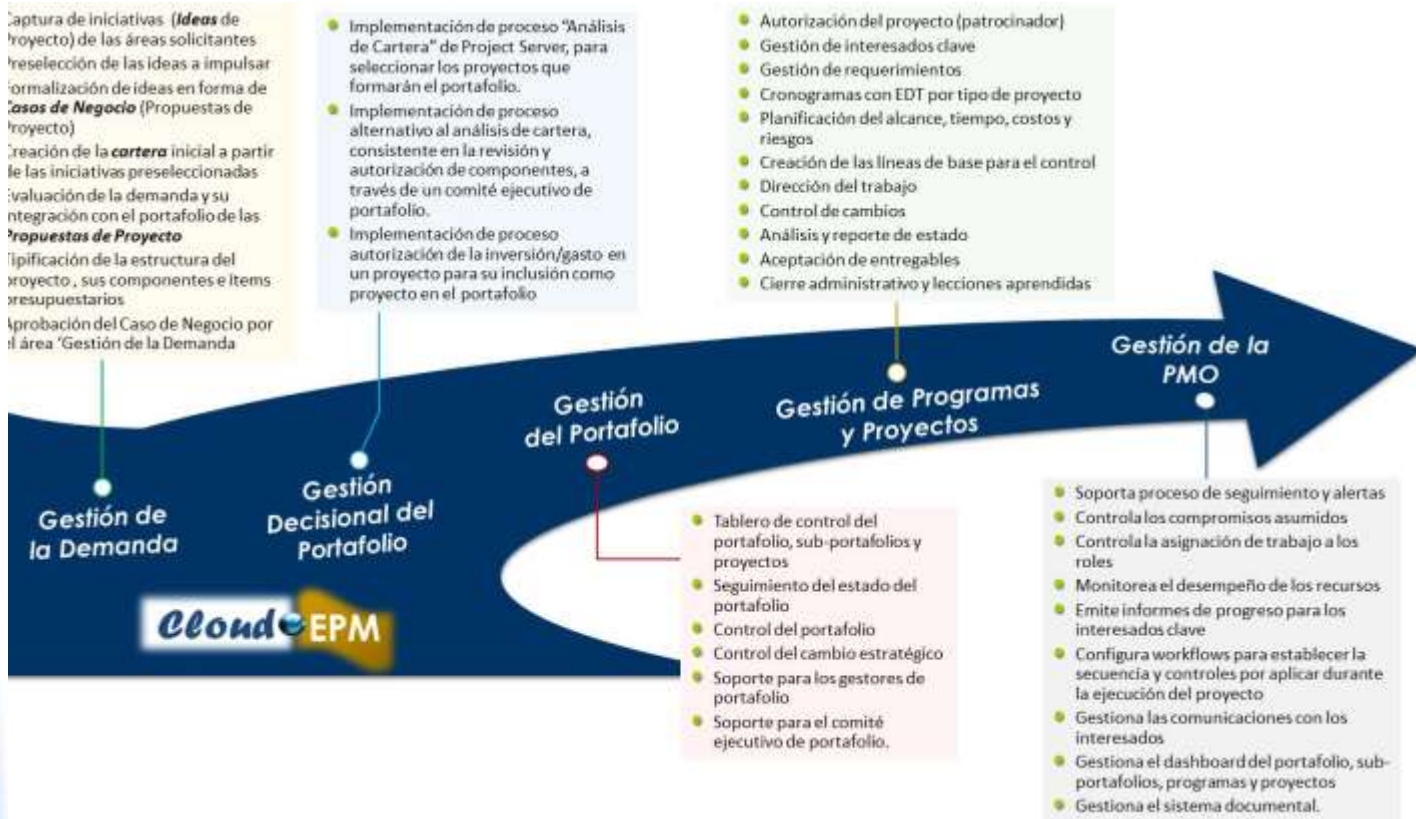 Captura de iniciativas (Ideas de
Proyecto) de las áreas solicitantes
Preselección de las ideas a impulsar
Formalización de ideas en forma de
Casos de Negocio (Propuestas de
Proyecto)
Creación de la cartera inicial a partir
de las iniciativas preseleccionadas
Evaluación de la demanda y su
integración con el portafolio de las
Propuestas de Proyecto
Tipificación de la estructura del
proyecto , sus componentes e Items
presupuestarios
Aprobación del Caso de Negocio por
el área ‘Gestión de la Demanda
Implementación de proceso “Análisis
de Cartera” de Project Server, para
seleccionar los proyectos que
formarán el portafolio.
Implementación de proceso
alternativo al análisis de cartera,
consistente en la revisión y
autorización de componentes, a
través de un comité ejecutivo de
portafolio.
Implementación de proceso
autorización de la inversión/gasto en
un proyecto para su inclusión como
proyecto en el portafolio
Autorización del proyecto (patrocinador)
Gestión de interesados clave
Gestión de requerimientos
Cronogramas con EDT por tipo de proyecto
Planificación del alcance, tiempo, costos y
riesgos
Creación de las líneas de base para el control
Dirección del trabajo
Control de cambios
Análisis y reporte de estado
Aceptación de entregables
Cierre administrativo y lecciones aprendidas
Gestión de
la Demanda
Gestión
Decisional del
Portafolio
Gestión
del Portafolio
Gestión de Programas
y Proyectos
Gestión de la
PMO
Cloud EPM
Tablero de control del
portafolio, sub-portafolios y
proyectos
Seguimiento del estado del
portafolio
Control del portafolio
Control del cambio estratégico
Soporte para los gestores de
portafolio
Soporte para el comité
ejecutivo de portafolio.
Soporta proceso de seguimiento y alertas
Controla los compromisos asumidos
Controla la asignación de trabajo a los
roles
Monitorea el desempeño de los recursos
Emite informes de progreso para los
interesados clave
Configura workflows para establecer la
secuencia y controles por aplicar durante
la ejecución del proyecto
Gestiona las comunicaciones con los
interesados
Gestiona el dashboard del portafolio, sub-
portafolios, programas y proyectos
Gestiona el sistema documental.